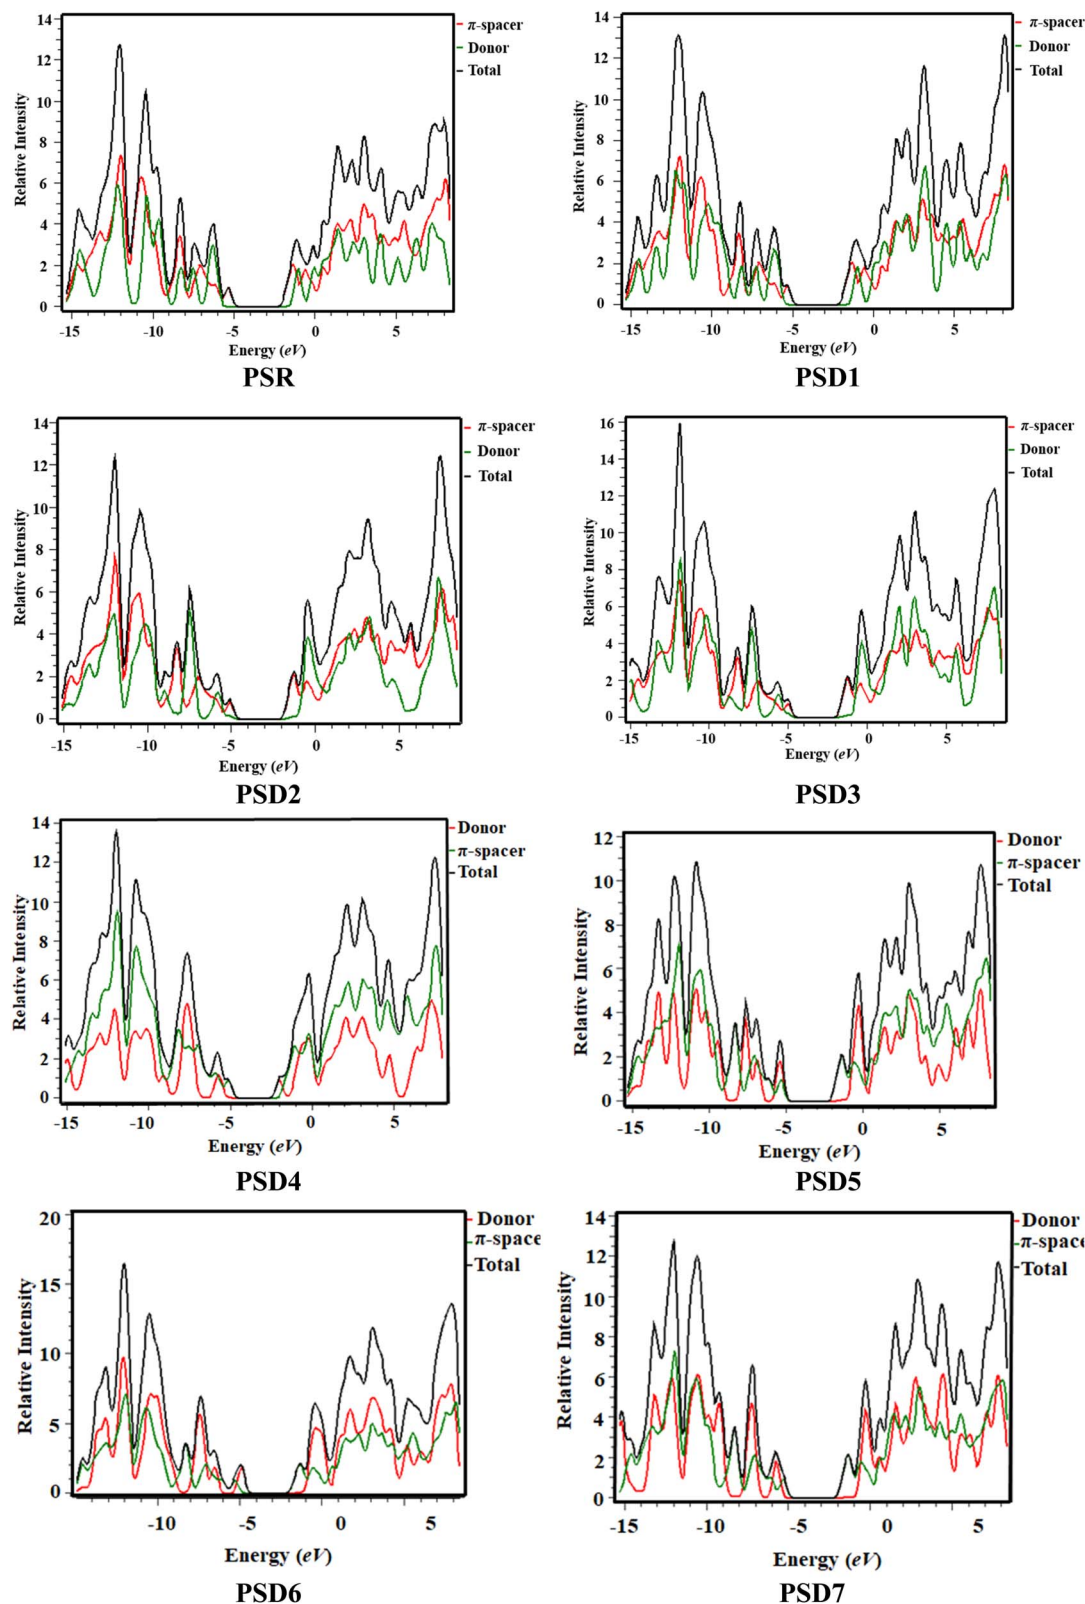 14
12
10
8
6
4
2
0
Relative Intensity
π-spacer
Donor
Total
-15
-10
-5
0
5
Energy (eV)
PSR
14
12
10
8
6
4
2
0
Relative Intensity
π-spacer
Donor
Total
-15
-10
-5
0
5
Energy (eV)
PSD1
14
12
10
8
6
4
2
0
Relative Intensity
π-spacer
Donor
Total
-15
-10
-5
0
5
Energy (eV)
PSD2
16
14
12
10
8
6
4
2
0
Relative Intensity
π-spacer
Donor
Total
-15
-10
-5
0
5
Energy (eV)
PSD3
14
12
10
8
6
4
2
0
Relative Intensity
Donor
π-spacer
Total
-15
-10
-5
0
5
Energy (eV)
PSD4
12
10
8
6
4
2
0
Relative Intensity
Donor
π-spacer
Total
-15
-10
-5
0
5
Energy (eV)
PSD5
20
15
10
5
0
Relative Intensity
Donor
π-space
Total
-10
-5
0
5
Energy (eV)
PSD6
14
12
10
8
6
4
2
0
Relative Intensity
Donor
π-space
Total
-15
-10
-5
0
5
Energy (eV)
PSD7